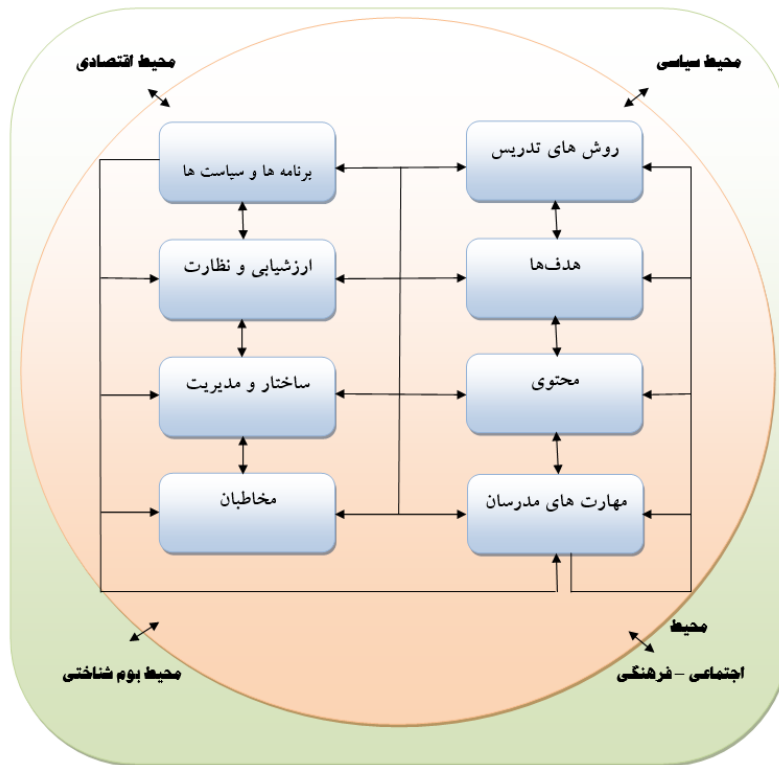 محیط سیاسی
محیط اقتصادی
روش های تدریس
برنامه ها و سیاست ها
هدف‌ها
ارزشیابی و نظارت
محتوی
ساختار و مدیریت
مهارت های مدرسان
مخاطبان
محیط
اجتماعی – فرهنگی
محیط بوم شناختی